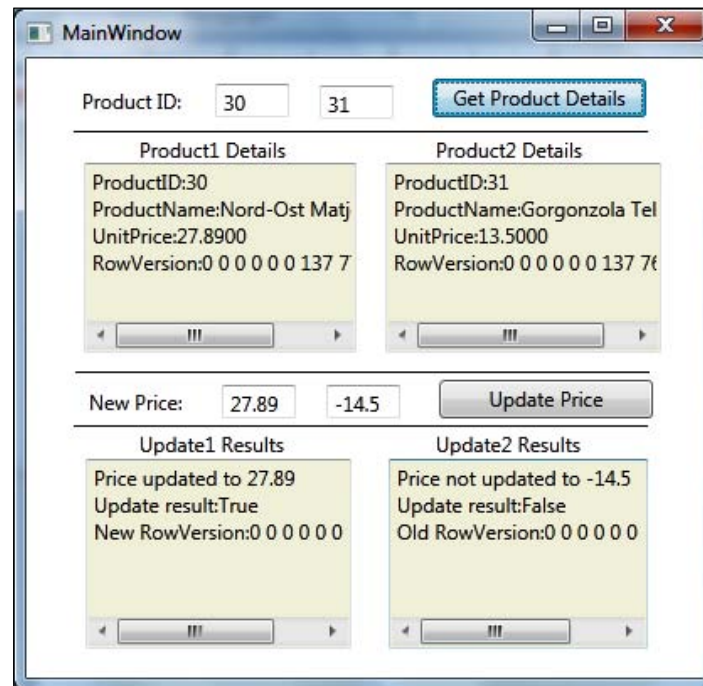 MainWindow
Product ID: 30 31 Get Product Details
Product1 Details Product2 Details
ProductID:30
ProductName:Nord-Ost Matj
UnitPrice:27.8900
RowVersion:0 0 0 0 0 0 137 7
ProductID:31
ProductName:Gorgonzola Tel
UnitPrice:13.5000
RowVersion:0 0 0 0 0 0 137 76
New Price: 27.89 -14.5 Update Price
Update1 Results Update2 Results
Price updated to 27.89
Update result:True
New RowVersion:0 0 0 0 0 0
Price not updated to -14.5
Update result:False
Old RowVersion:0 0 0 0 0 0